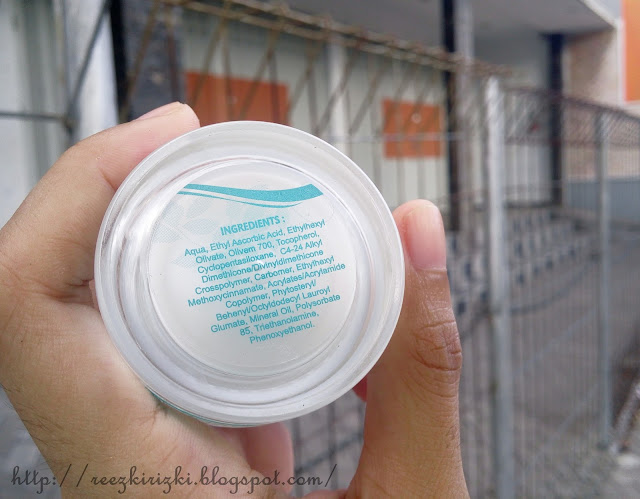 INGREDIENTS :
Aqua, Ethyl Ascorbic Acid, Ethylhexyl
Olivate, Olivem 700, Tocopherol,
Cyclopentasiloxane, C4-24 Alkyl
Dimethicone/Divinyldimethicone
Crosspolymer, Carbomer, Ethylhexyl
Methoxycinnamate, Acrylates/Acrylamide
Copolymer, Phytosteryl/
Behenyl/Octyldodecyl Lauroyl
Glumate, Mineral Oil, Polysorbate
85, Triethanolamine,
Phenoxyethanol.
http://reezkirizki.blogspot.com/